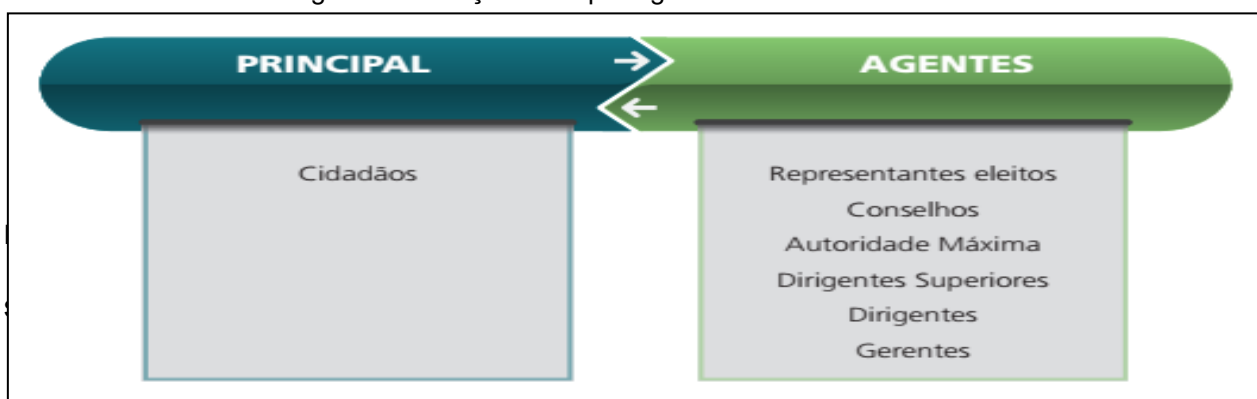 PRINCIPAL
AGENTES
Cidadãos
Representantes eleitos
Conselhos
Autoridade Máxima
Dirigentes Superiores
Dirigentes
Gerentes